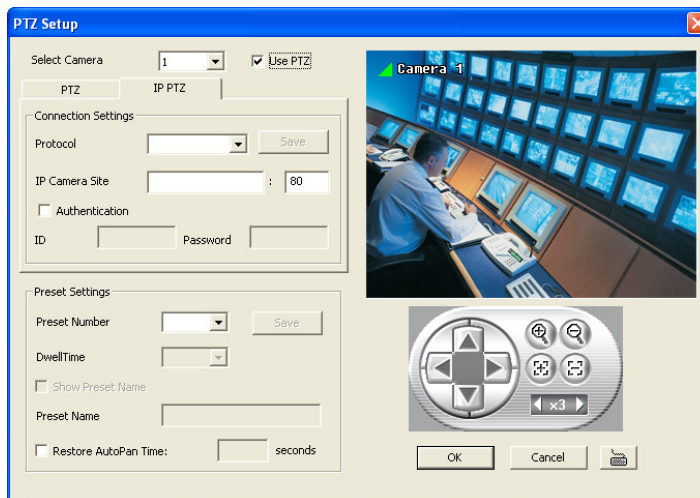 PTZ Setup
Select Camera 1 Use PTZ
PTZ IP PTZ
Connection Settings
Protocol Save
IP Camera Site : 80
Authentication
ID Password
Preset Settings
Preset Number Save
DwellTime
Show Preset Name
Preset Name
Restore AutoPan Time: seconds
Camera 1
x3
OK Cancel